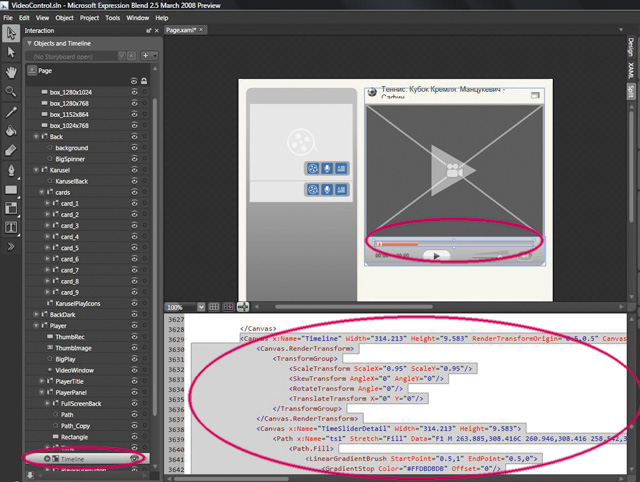 VideoControl.sln - Microsoft Expression Blend 2.5 March 2008 Preview
File Edit View Object Project Tools Window Help
Interaction
Objects and Timeline
(No Storyboard open)
Page
box_1280x1024
box_1280x768
box_1152x864
box_1024x768
Back
background
BigSpinner
Karusel
KaruselBack
cards
card_1
card_2
card_3
card_4
card_5
card_6
card_7
card_8
card_9
KaruselPlayIcons
BackDark
Player
ThumbRec
ThumbImage
BigPlay
VideoWindow
PlayerTitle
PlayerPanel
FullScreenBack
Path
Path_Copy
Rectangle
Timeline
Page.xaml*
Теннис. Кубок Кремля. Манцукевич -
Сафин
Design
XAML
Split
100%
3627
3628 </Canvas>
3629 <Canvas x:Name="Timeline" Width="314.213" Height="9.583" RenderTransformOrigin="0.5,0.5" Canvas
3630 <Canvas.RenderTransform>
3631 <TransformGroup>
3632 <ScaleTransform ScaleX="0.95" ScaleY="0.95"/>
3633 <SkewTransform AngleX="0" AngleY="0"/>
3634 <RotateTransform Angle="0"/>
3635 <TranslateTransform X="0" Y="0"/>
3636 </TransformGroup>
3637 </Canvas.RenderTransform>
3638 <Canvas x:Name="TimeSliderDetail" Width="314.213" Height="9.583">
3639 <Path x:Name="ts1" Stretch="Fill" Data="F1 M 263.885,308.416C 260.946,308.416 258.542,3
3640 <Path.Fill>
3641 <LinearGradientBrush StartPoint="0.5,1" EndPoint="0.5,0">
3642 <GradientStop Color="#FFDBDBDB" Offset="0"/>